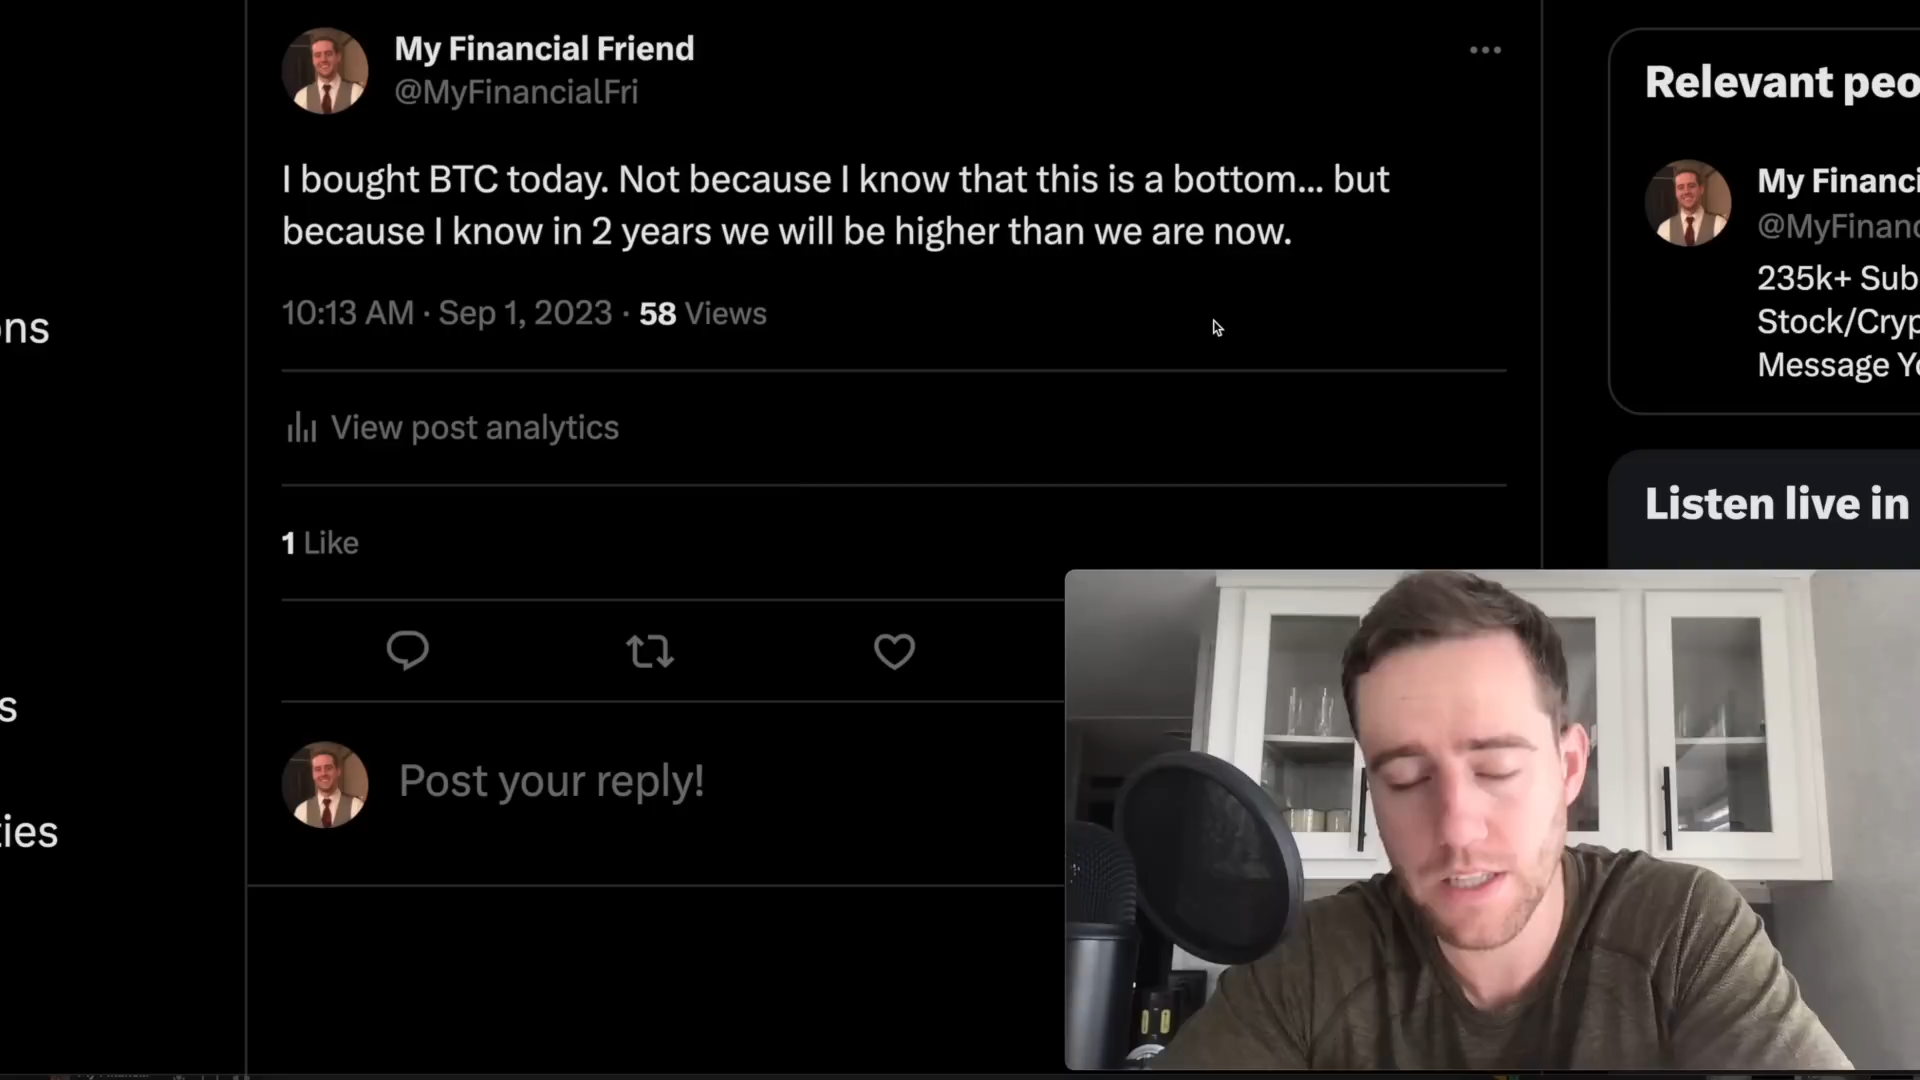 My Financial Friend
@MyFinancialFri
I bought BTC today. Not because I know that this is a bottom... but
because I know in 2 years we will be higher than we are now.
10:13 AM · Sep 1, 2023 · 58 Views
View post analytics
1 Like
Post your reply!
ons
s
ties
Relevant peo
My Financi
@MyFinanc
235k+ Sub
Stock/Cryp
Message Yo
Listen live in